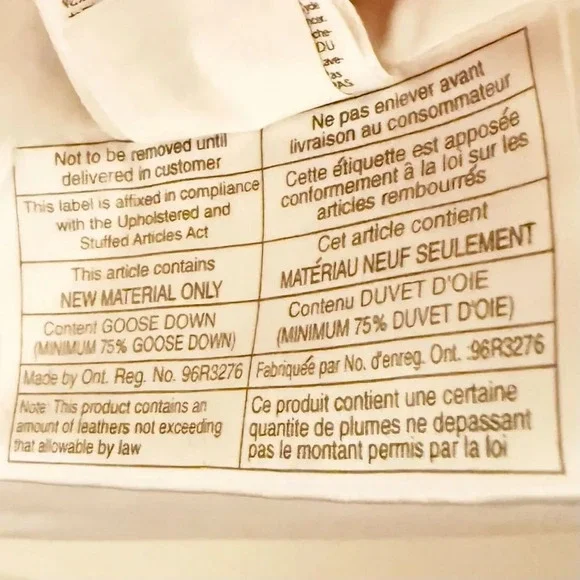 Not to be removed until
delivered in customer
Ne pas enlever avant
livraison au consommateur
This label is affixed in compliance
with the Upholstered and
Stuffed Articles Act
Cette étiquette est apposée
conformement à la loi sur les
articles rembourrés
This article contains
NEW MATERIAL ONLY
Cet article contient
MATÉRIAU NEUF SEULEMENT
Content GOOSE DOWN
(MINIMUM 75% GOOSE DOWN)
Contenu DUVET D'OIE
(MINIMUM 75% DUVET D'OIE)
Made by Ont. Reg. No. 96R3276
Fabriquée par No. d'enreg. Ont. :96R3276
Note: This product contains an
amount of feathers not exceeding
that allowable by law
Ce produit contient une certaine
quantite de plumes ne depassant
pas le montant permis par la loi
DU